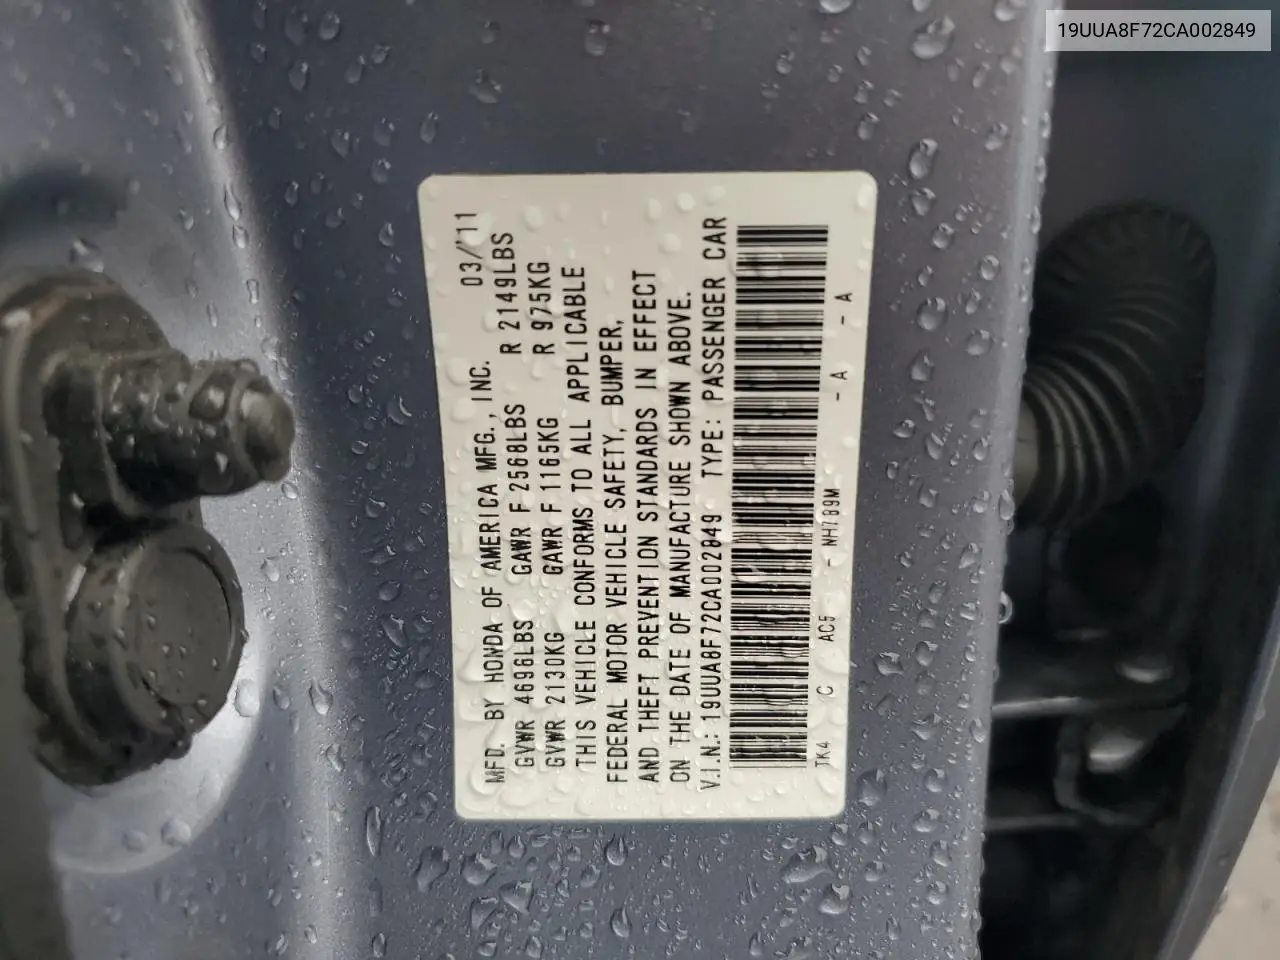 19UUA8F72CA002849
MFD. BY HONDA OF AMERICA MFG., INC. 03/'11
GVWR 4696LBS GAWR F 2568LBS R 2149LBS
GVWR 2130KG GAWR F 1165KG R 975KG
THIS VEHICLE CONFORMS TO ALL APPLICABLE
FEDERAL MOTOR VEHICLE SAFETY, BUMPER,
AND THEFT PREVENTION STANDARDS IN EFFECT
ON THE DATE OF MANUFACTURE SHOWN ABOVE.
V.I.N.: 19UUA8F72CA002849 TYPE: PASSENGER CAR
TK4 C AC5 - NH789M - A - A